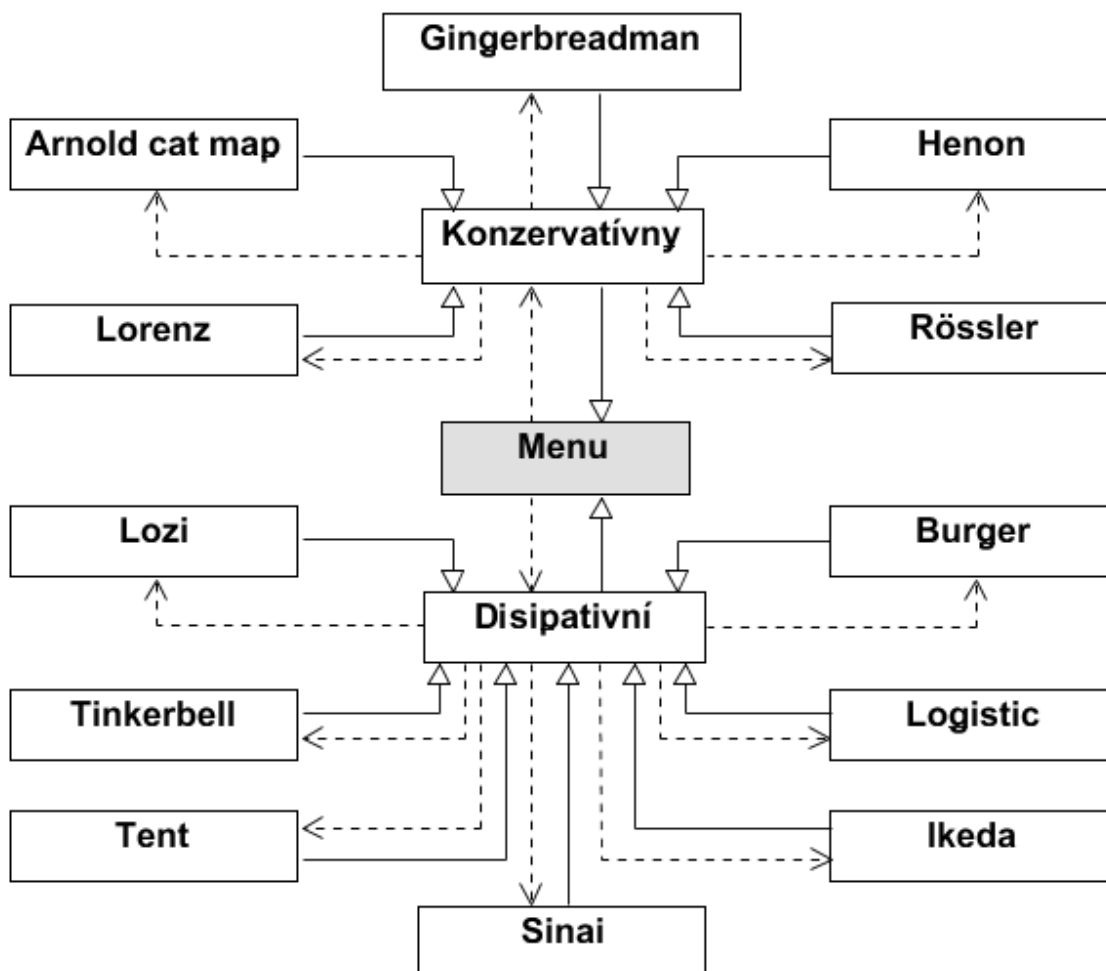 Gingerbreadman
Arnold cat map
Henon
Konzervatívny
Lorenz
Rössler
Menu
Lozi
Burger
Disipativní
Tinkerbell
Logistic
Tent
Ikeda
Sinai